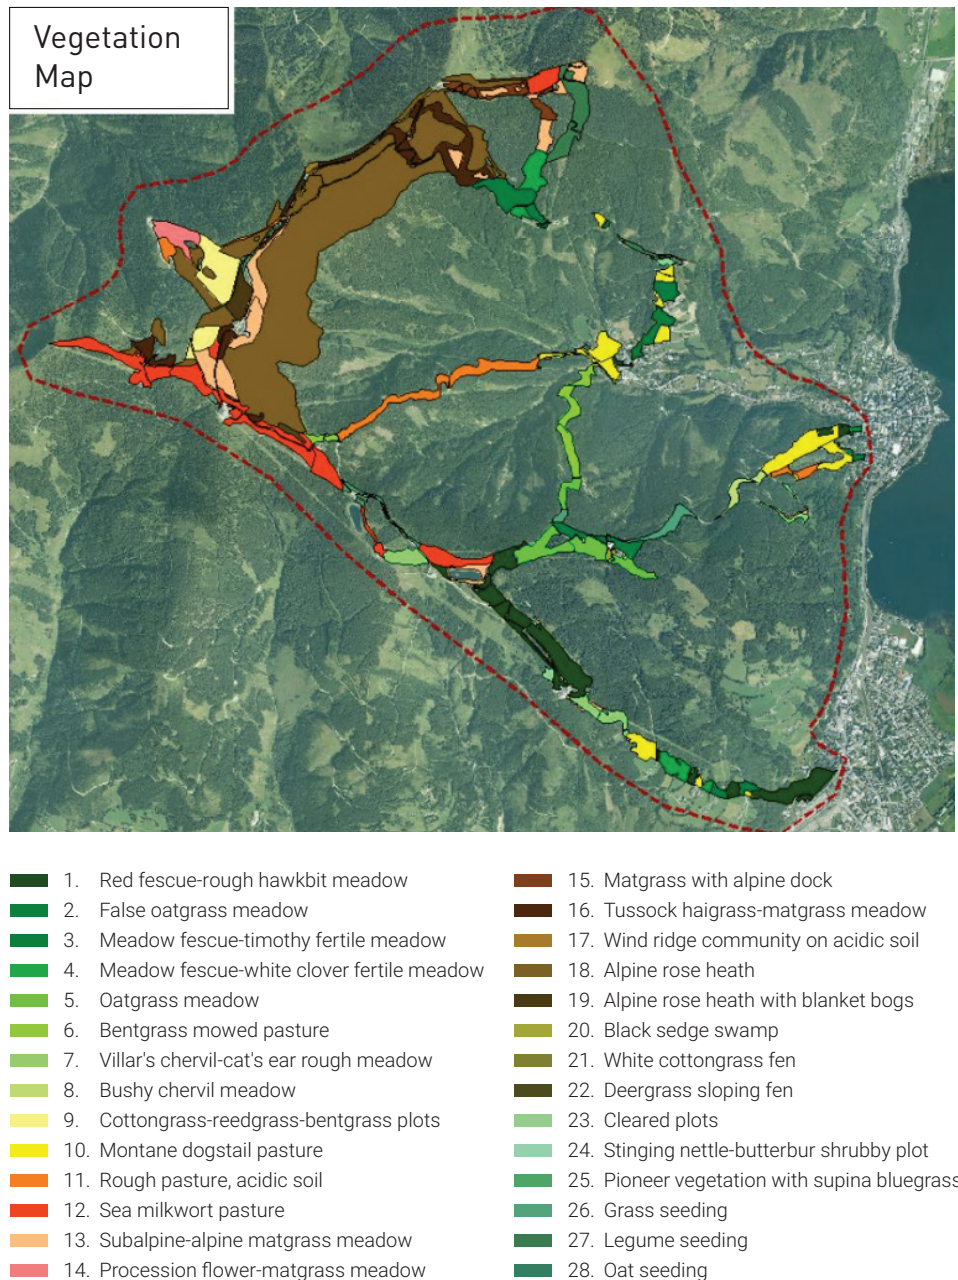 Vegetation
Map
1. Red fescue-rough hawkbit meadow
2. False oatgrass meadow
3. Meadow fescue-timothy fertile meadow
4. Meadow fescue-white clover fertile meadow
5. Oatgrass meadow
6. Bentgrass mowed pasture
7. Villar's chervil-cat's ear rough meadow
8. Bushy chervil meadow
9. Cottongrass-reedgrass-bentgrass plots
10. Montane dogstail pasture
11. Rough pasture, acidic soil
12. Sea milkwort pasture
13. Subalpine-alpine matgrass meadow
14. Procession flower-matgrass meadow
15. Matgrass with alpine dock
16. Tussock haigrass-matgrass meadow
17. Wind ridge community on acidic soil
18. Alpine rose heath
19. Alpine rose heath with blanket bogs
20. Black sedge swamp
21. White cottongrass fen
22. Deergrass sloping fen
23. Cleared plots
24. Stinging nettle-butterbur shrubby plot
25. Pioneer vegetation with supina bluegrass
26. Grass seeding
27. Legume seeding
28. Oat seeding